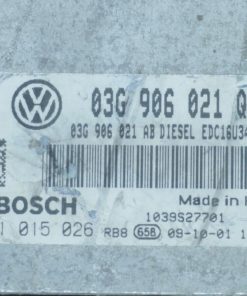 03G 906 021 Q
03G 906 021 AB DIESEL EDC16U34
Made in
BOSCH
1039S27701
015 026 RB8 658 09-10-01 1